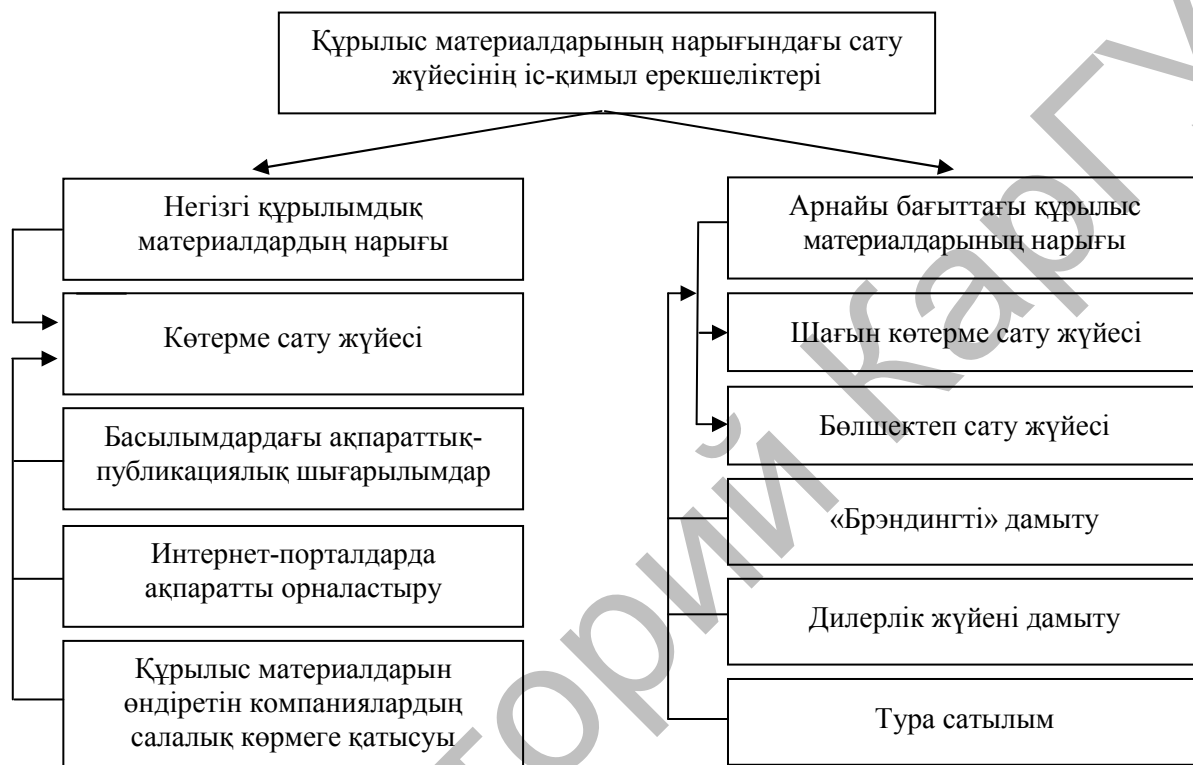 Құрылыс материалдарының нарығындағы сату
жүйесінің іс-қимыл ерекшеліктері
Негізгі құрылымдық
материалдардың нарығы
Көтерме сату жүйесі
Басылымдардағы ақпараттық-
публикациялық шығарылымдар
Интернет-порталдарда
ақпаратты орналастыру
Құрылыс материалдарын
өндіретін компаниялардың
салалық көрмеге қатысуы
Арнайы бағыттағы құрылыс
материалдарының нарығы
Шағын көтерме сату жүйесі
Бөлшектеп сату жүйесі
«Брэндингті» дамыту
Дилерлік жүйені дамыту
Тура сатылым
торий КарГУ